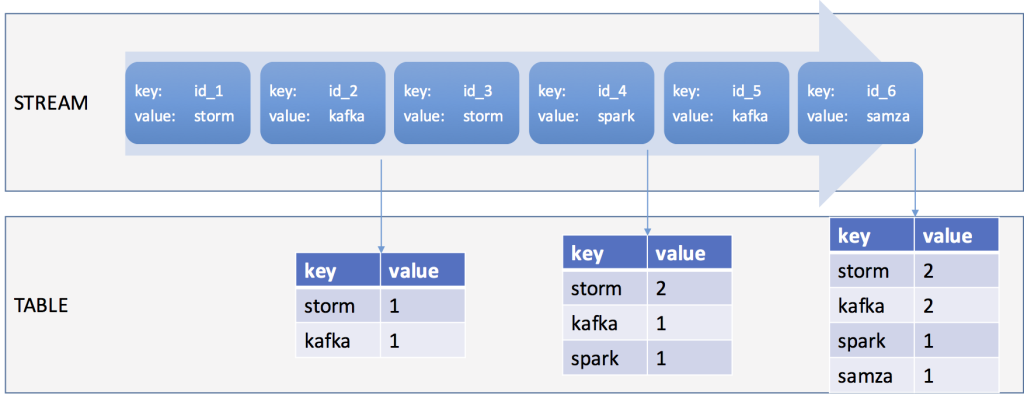 STREAM
key: id_1
value: storm
key: id_2
value: kafka
key: id_3
value: storm
key: id_4
value: spark
key: id_5
value: kafka
key: id_6
value: samza
TABLE
key value
storm 1
kafka 1
key value
storm 2
kafka 1
spark 1
key value
storm 2
kafka 2
spark 1
samza 1